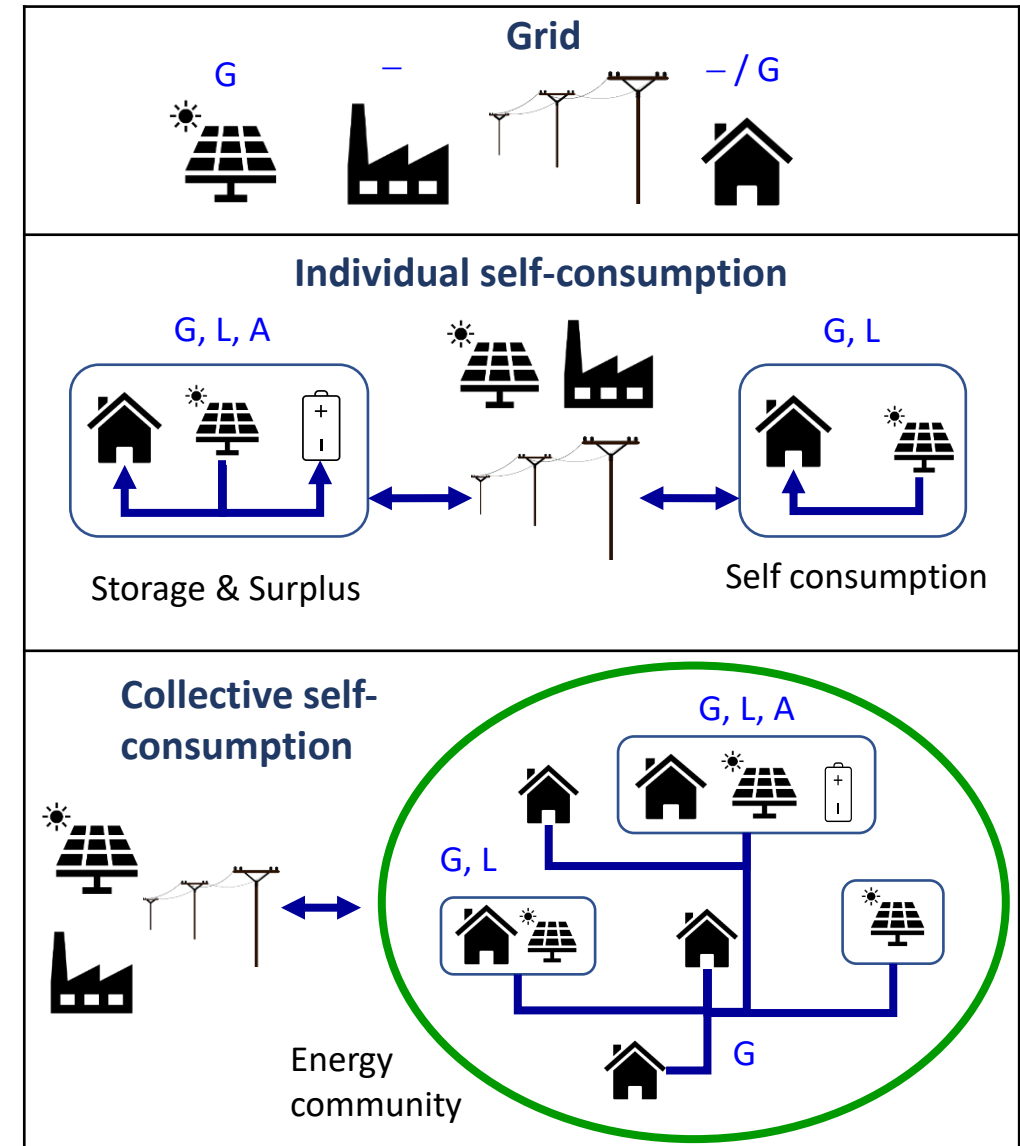 Grid
G
–
– / G
Individual self-consumption
G, L, A
G, L
+
I
Storage & Surplus
Self consumption
Collective self-
consumption
G, L, A
+
I
G, L
G
Energy
community